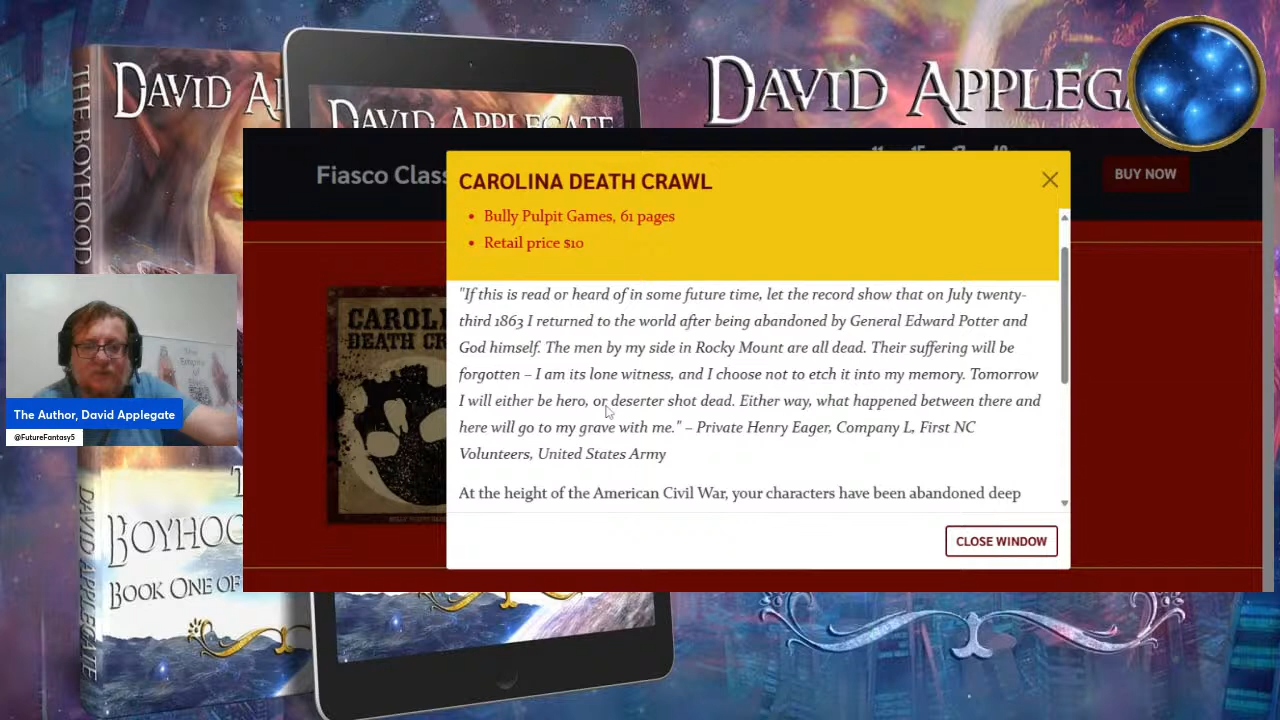 DAVID APPLEG
DAVID A
DAVID APPLEGATE
THE BOYHOOD
Fiasco Class
BUY NOW
CAROLINA DEATH CRAWL
• Bully Pulpit Games, 61 pages
• Retail price $10
"If this is read or heard of in some future time, let the record show that on July twenty-
third 1863 I returned to the world after being abandoned by General Edward Potter and
God himself. The men by my side in Rocky Mount are all dead. Their suffering will be
forgotten – I am its lone witness, and I choose not to etch it into my memory. Tomorrow
I will either be hero, or deserter shot dead. Either way, what happened between there and
here will go to my grave with me." – Private Henry Eager, Company L, First NC
Volunteers, United States Army
At the height of the American Civil War, your characters have been abandoned deep
CLOSE WINDOW
CAROL
DEATH CR
The Author, David Applegate
@FutureFantasy5
DAVID APPLEGATE
BOYHOO
BOOK ONE OF